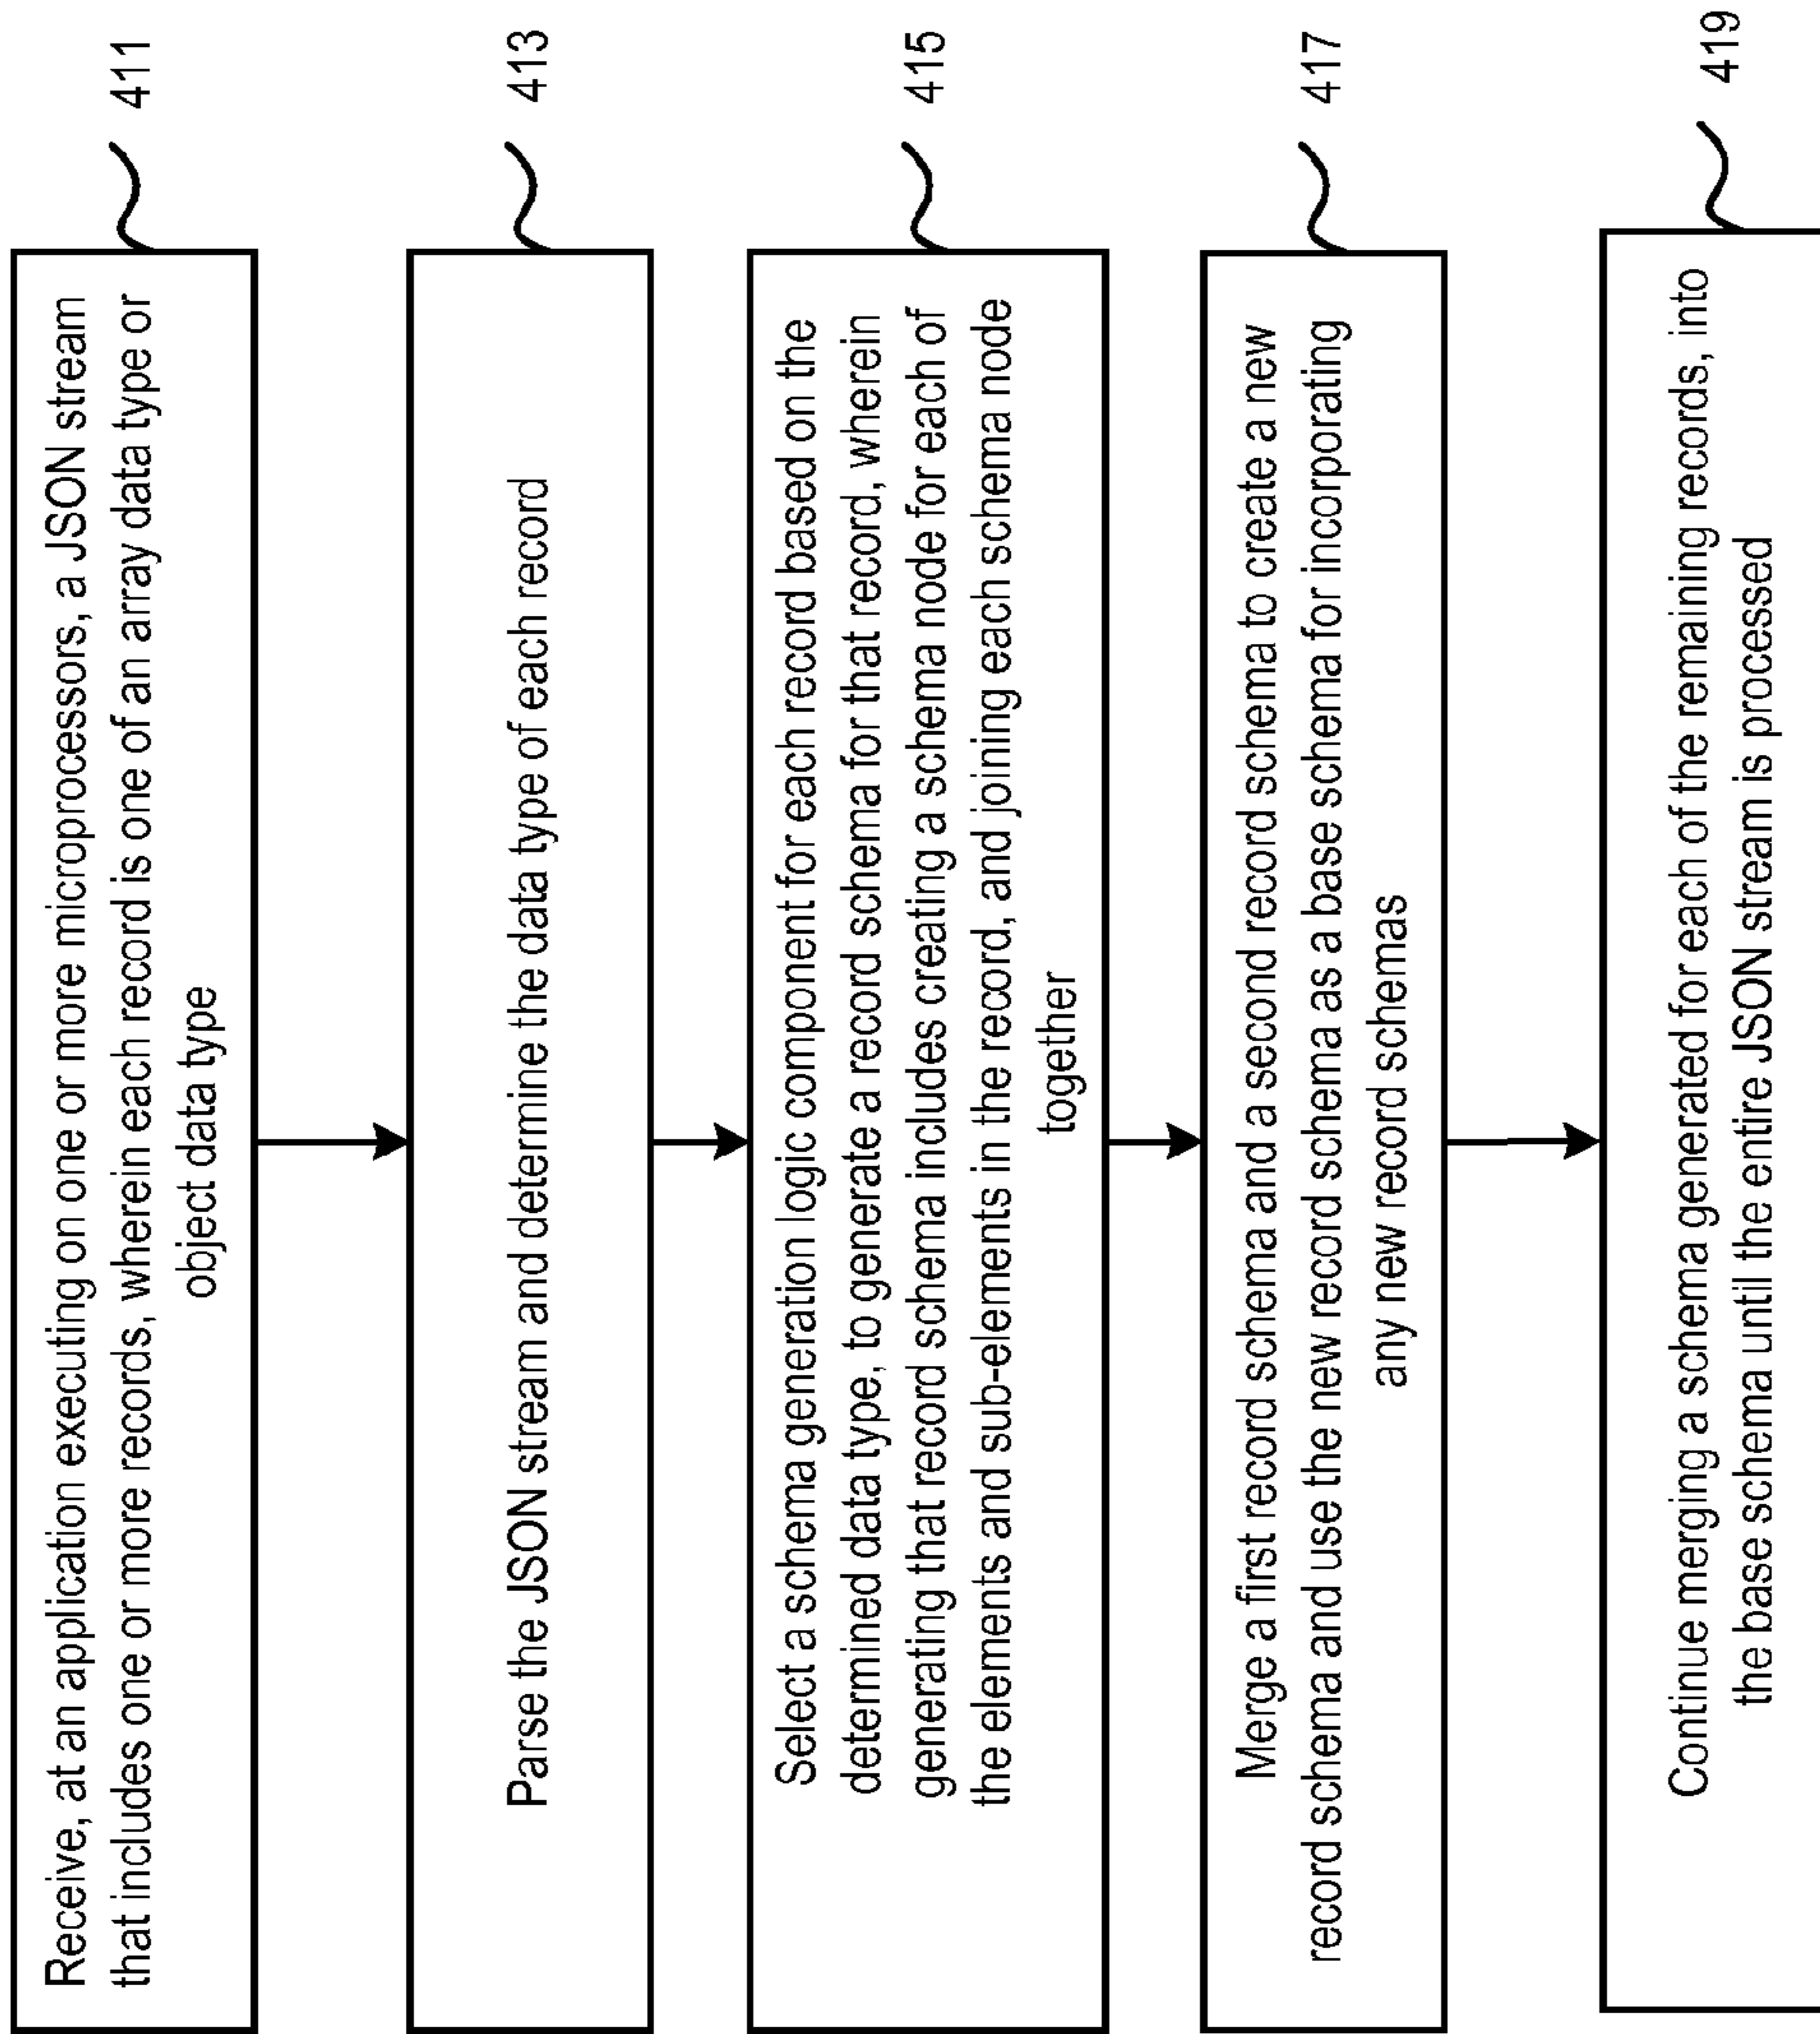 Receive, at an application executing on one or more microprocessors, a JSON stream
that includes one or more records, wherein each record is one of an array data type or
object data type
411
Parse the JSON stream and determine the data type of each record
413
Select a schema generation logic component for each record based on the
determined data type, to generate a record schema for that record, wherein
generating that record schema includes creating a schema node for each of
the elements and sub-elements in the record, and joining each schema node
together
415
Merge a first record schema and a second record schema to create a new
record schema and use the new record schema as a base schema for incorporating
any new record schemas
417
Continue merging a schema generated for each of the remaining records, into
the base schema until the entire JSON stream is processed
419